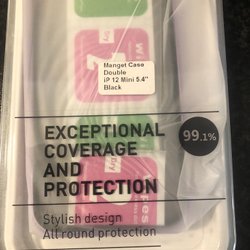 Manget Case
Double
iP 12 Mini 5.4"
Black
EXCEPTIONAL
COVERAGE
AND
PROTECTION
99.1%
Stylish design
All round protection